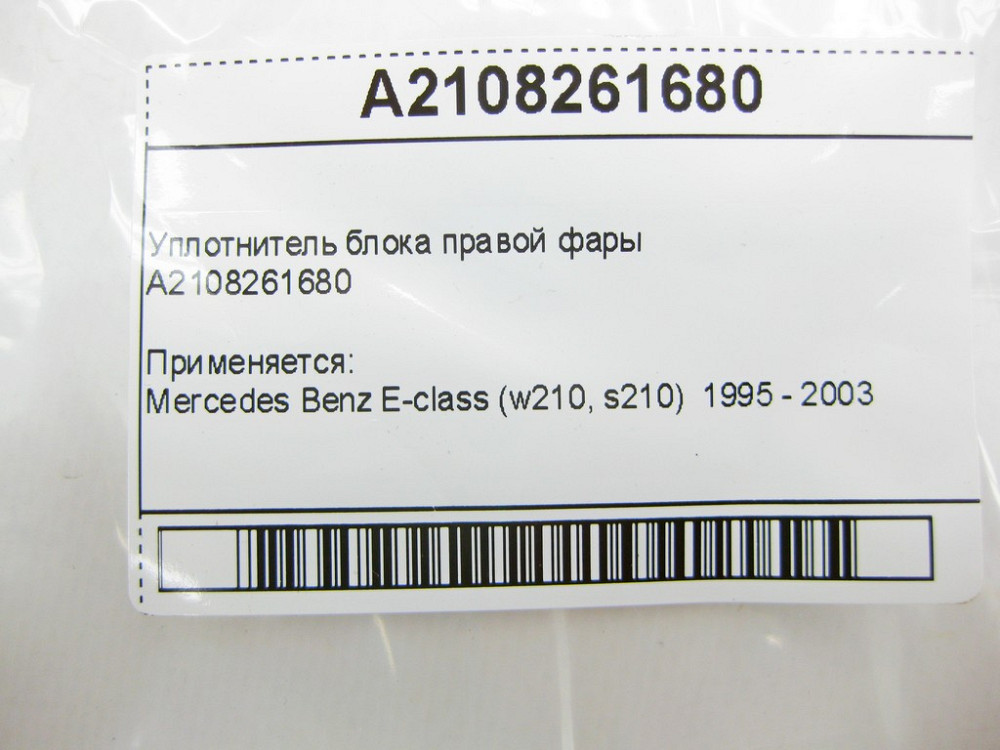 A2108261680
Уплотнитель блока правой фары
A2108261680
Применяется:
Mercedes Benz E-class (w210, s210) 1995 - 2003